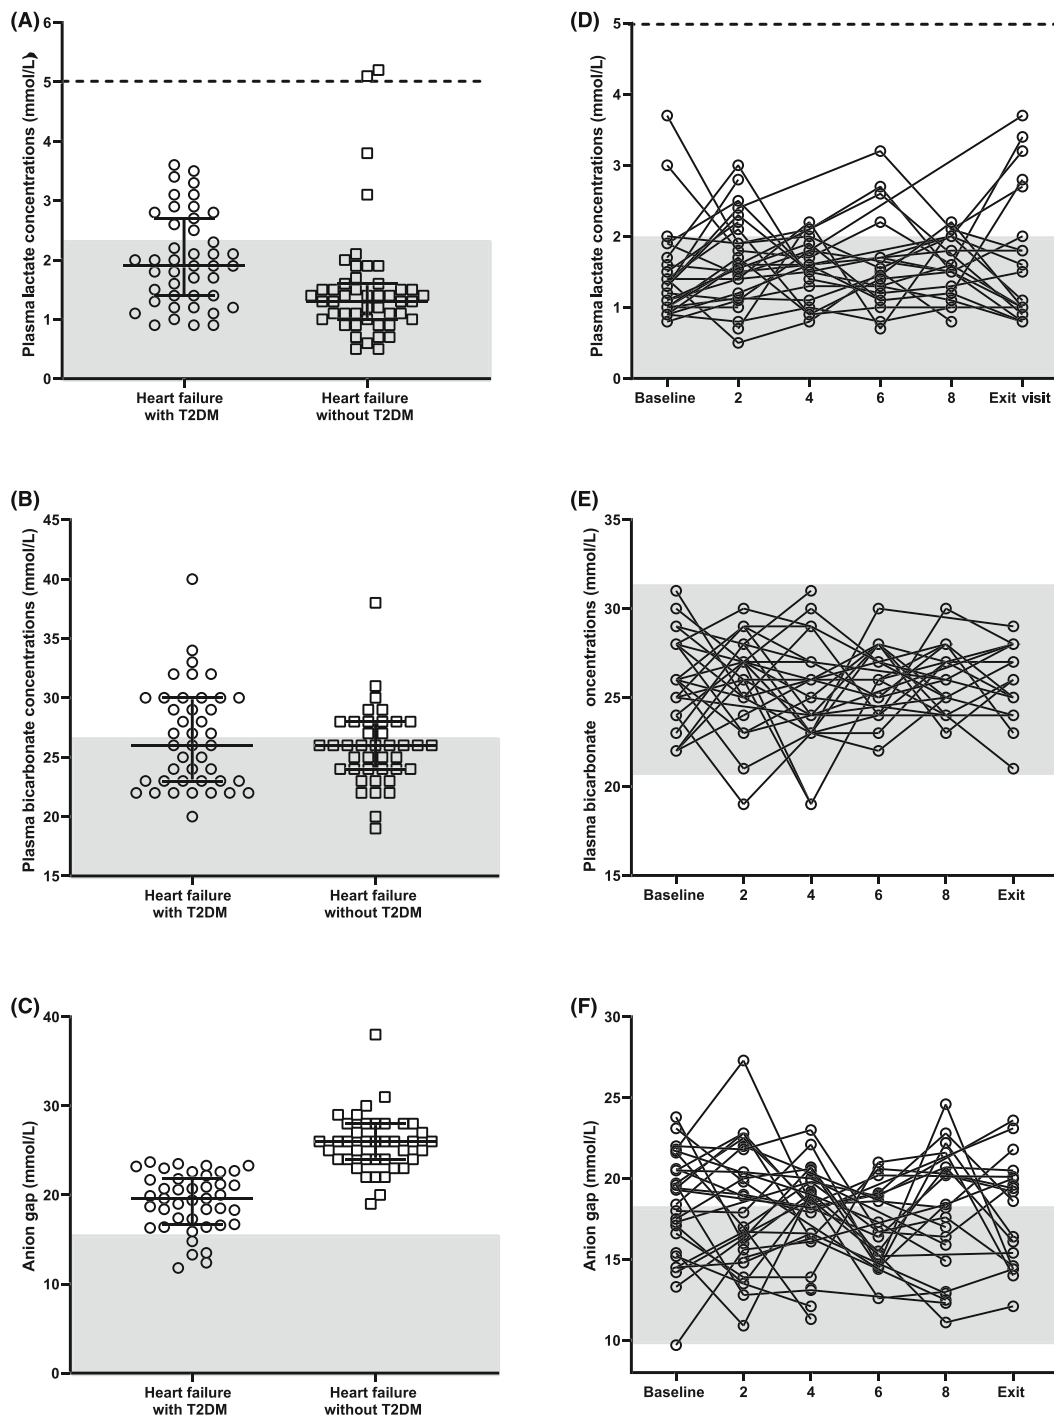 (A)
Plasma lactate concentrations (mmol/L)
6
5
4
3
2
1
0
Heart failure
with T2DM
Heart failure
without T2DM
(D)
Plasma lactate concentrations (mmol/L)
5
4
3
2
1
0
Baseline
2
4
6
8
Exit visit
(B)
Plasma bicarbonate concentrations (mmol/L)
45
40
35
30
25
20
15
Heart failure
with T2DM
Heart failure
without T2DM
(E)
Plasma bicarbonate oncentrations (mmol/L)
35
30
25
20
15
Baseline
2
4
6
8
Exit
(C)
Anion gap (mmol/L)
40
30
20
10
0
Heart failure
with T2DM
Heart failure
without T2DM
(F)
Anion gap (mmol/L)
30
25
20
15
10
Baseline
2
4
6
8
Exit